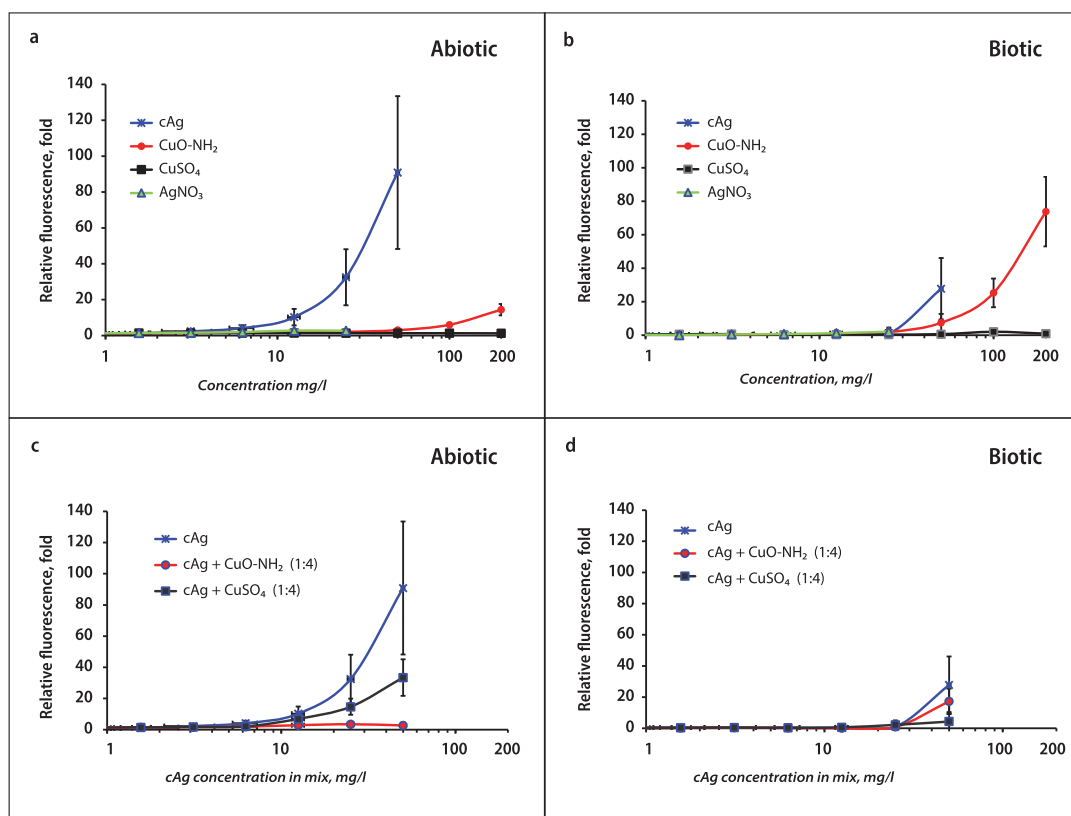 a
Abiotic
140
120
100
80
60
40
20
0
Relative fluorescence, fold
cAg
CuO-NH₂
CuSO₄
AgNO₃
1 10 100 200
Concentration mg/l
b
Biotic
140
120
100
80
60
40
20
0
Relative fluorescence, fold
cAg
CuO-NH₂
CuSO₄
AgNO₃
1 10 100 200
Concentration, mg/l
c
Abiotic
140
120
100
80
60
40
20
0
Relative fluorescence, fold
cAg
cAg + CuO-NH₂ (1:4)
cAg + CuSO₄ (1:4)
1 10 100 200
cAg concentration in mix, mg/l
d
Biotic
140
120
100
80
60
40
20
0
Relative fluorescence, fold
cAg
cAg + CuO-NH₂ (1:4)
cAg + CuSO₄ (1:4)
1 10 100 200
cAg concentration in mix, mg/l